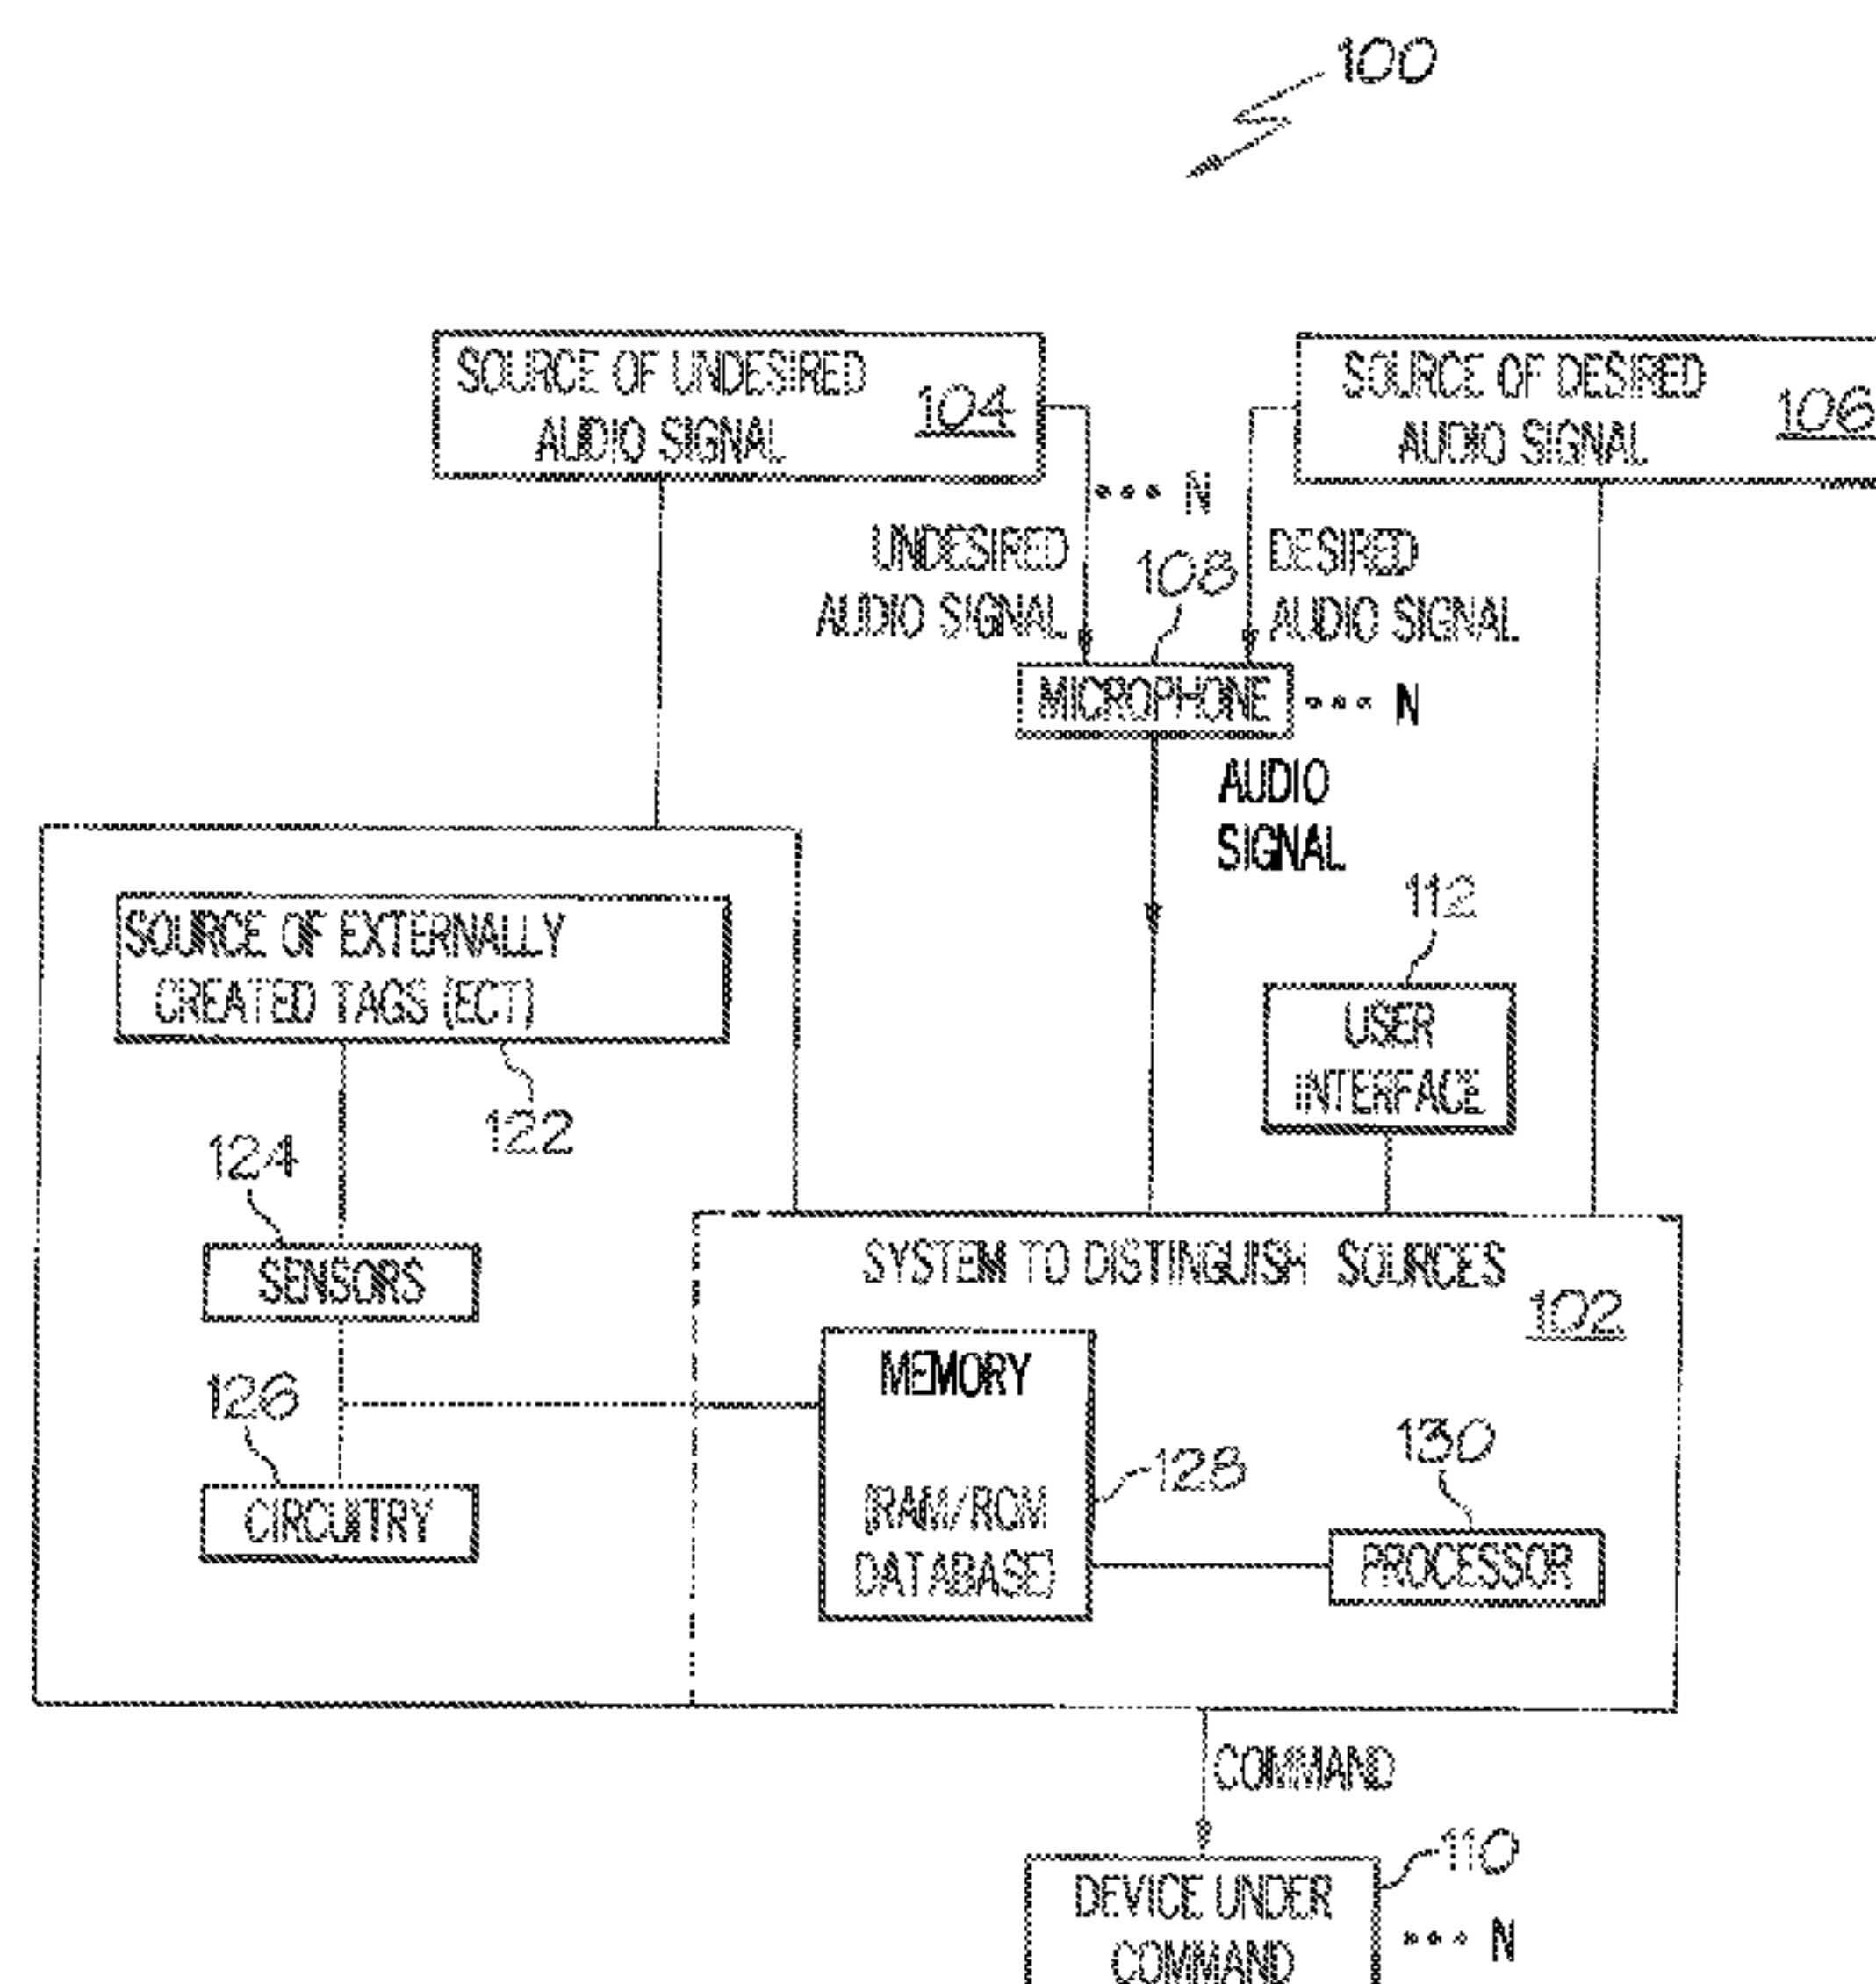 100
SOURCE OF UNDESIRED
AUDIO SIGNAL
104
SOURCE OF DESIRED
AUDIO SIGNAL
106
••• N
UNDESIRED
AUDIO SIGNAL
108
DESIRED
AUDIO SIGNAL
MICROPHONE
••• N
AUDIO
SIGNAL
112
SOURCE OF EXTERNALLY
CREATED TAGS (ECT)
USER
INTERFACE
122
124
SENSORS
SYSTEM TO DISTINGUISH SOURCES
102
MEMORY
126
(RAM/ROM
DATABASE)
128
130
CIRCUITRY
PROCESSOR
COMMAND
110
DEVICE UNDER
COMMAND
••• N